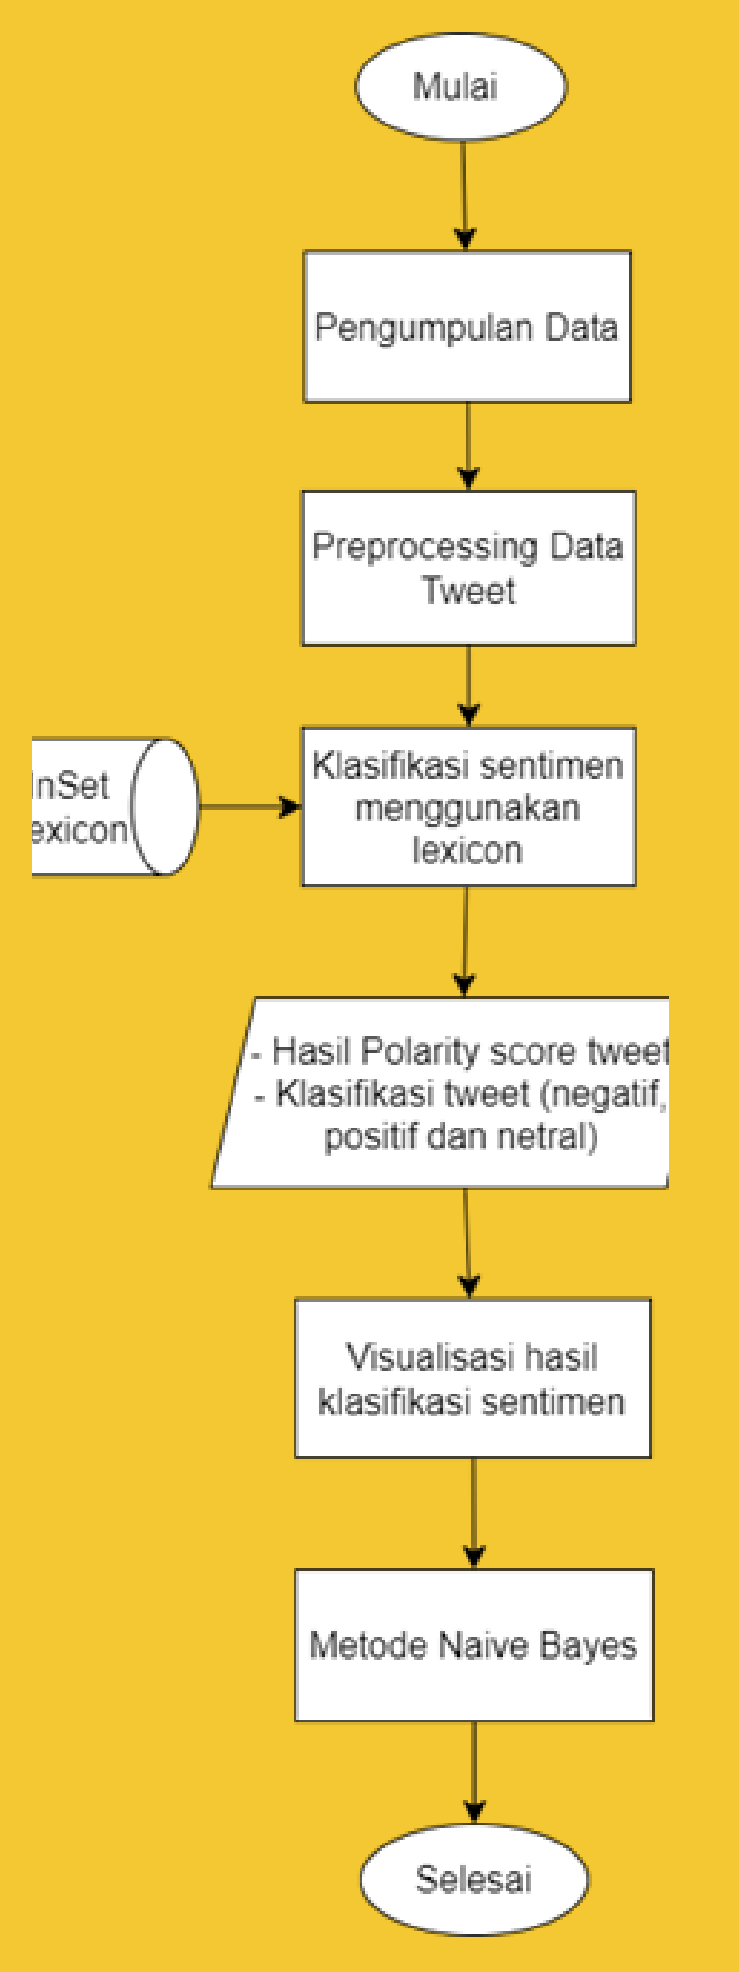 Mulai
Pengumpulan Data
Preprocessing Data
Tweet
InSet
exicon
Klasifikasi sentimen
menggunakan
lexicon
- Hasil Polarity score tweet
- Klasifikasi tweet (negatif,
positif dan netral)
Visualisasi hasil
klasifikasi sentimen
Metode Naive Bayes
Selesai